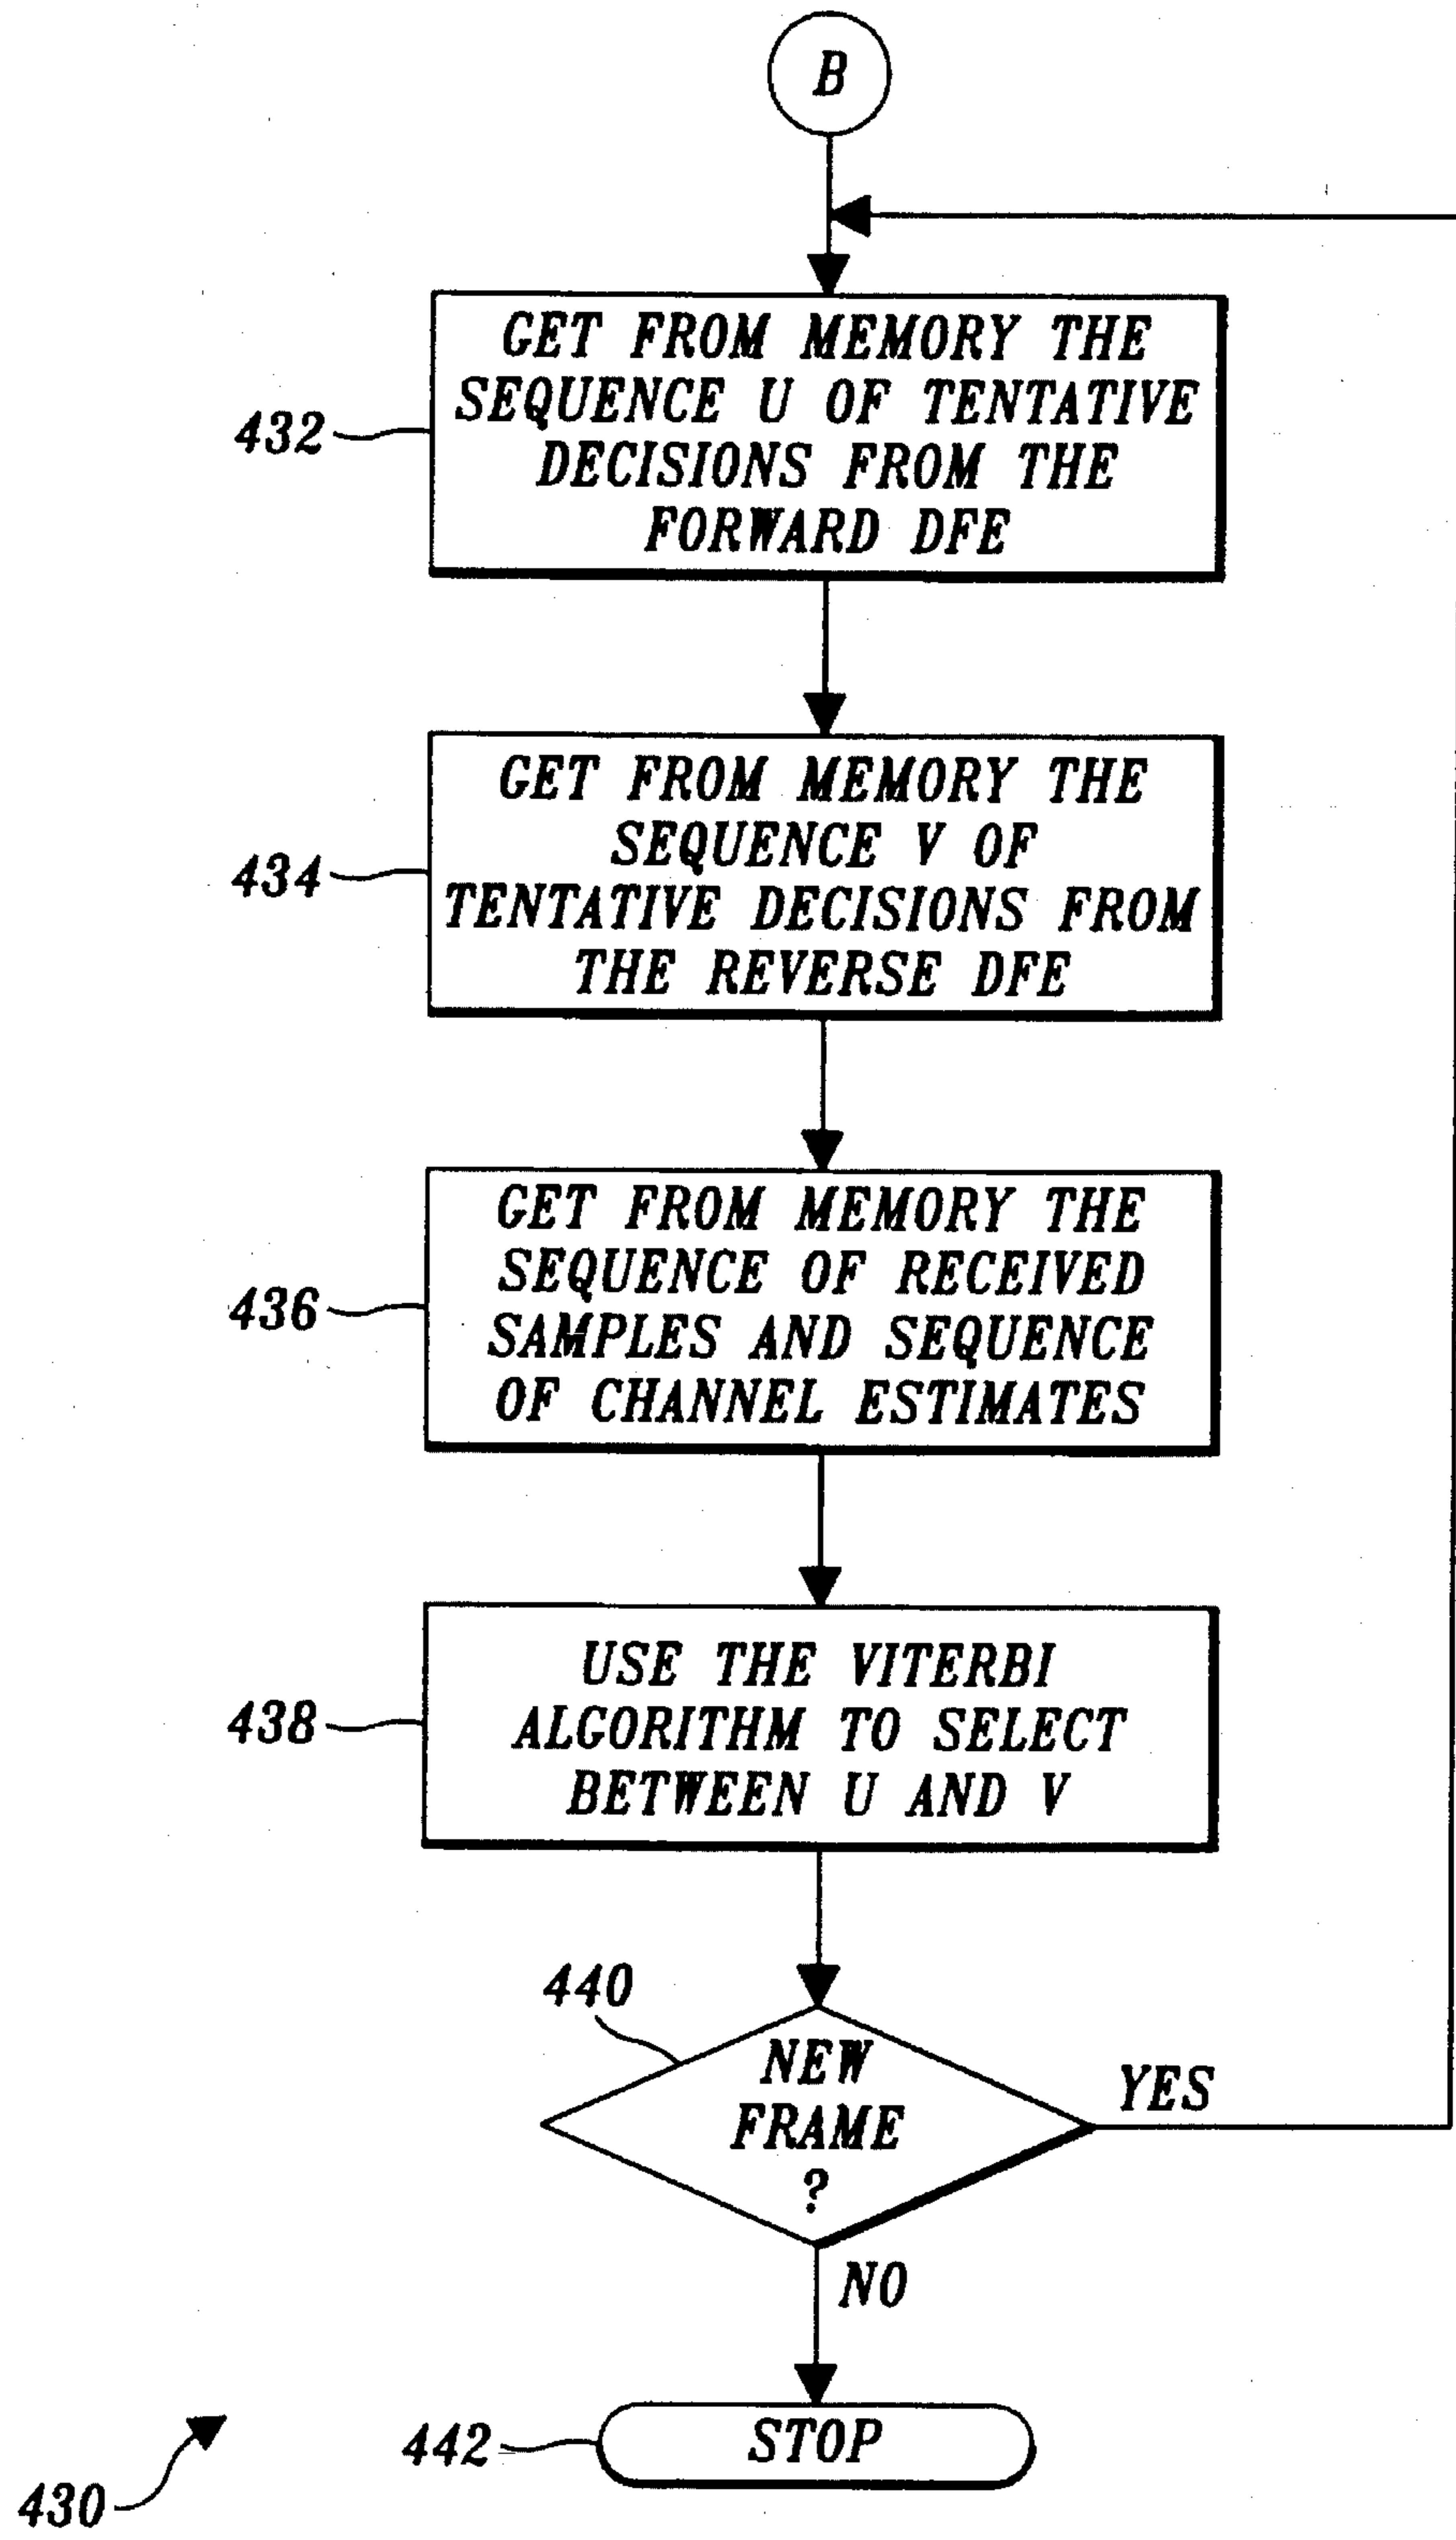 B
GET FROM MEMORY THE
SEQUENCE U OF TENTATIVE
DECISIONS FROM THE
FORWARD DFE
432
GET FROM MEMORY THE
SEQUENCE V OF
TENTATIVE DECISIONS FROM
THE REVERSE DFE
434
GET FROM MEMORY THE
SEQUENCE OF RECEIVED
SAMPLES AND SEQUENCE
OF CHANNEL ESTIMATES
436
USE THE VITERBI
ALGORITHM TO SELECT
BETWEEN U AND V
438
440
NEW
FRAME
?
YES
NO
STOP
442
430